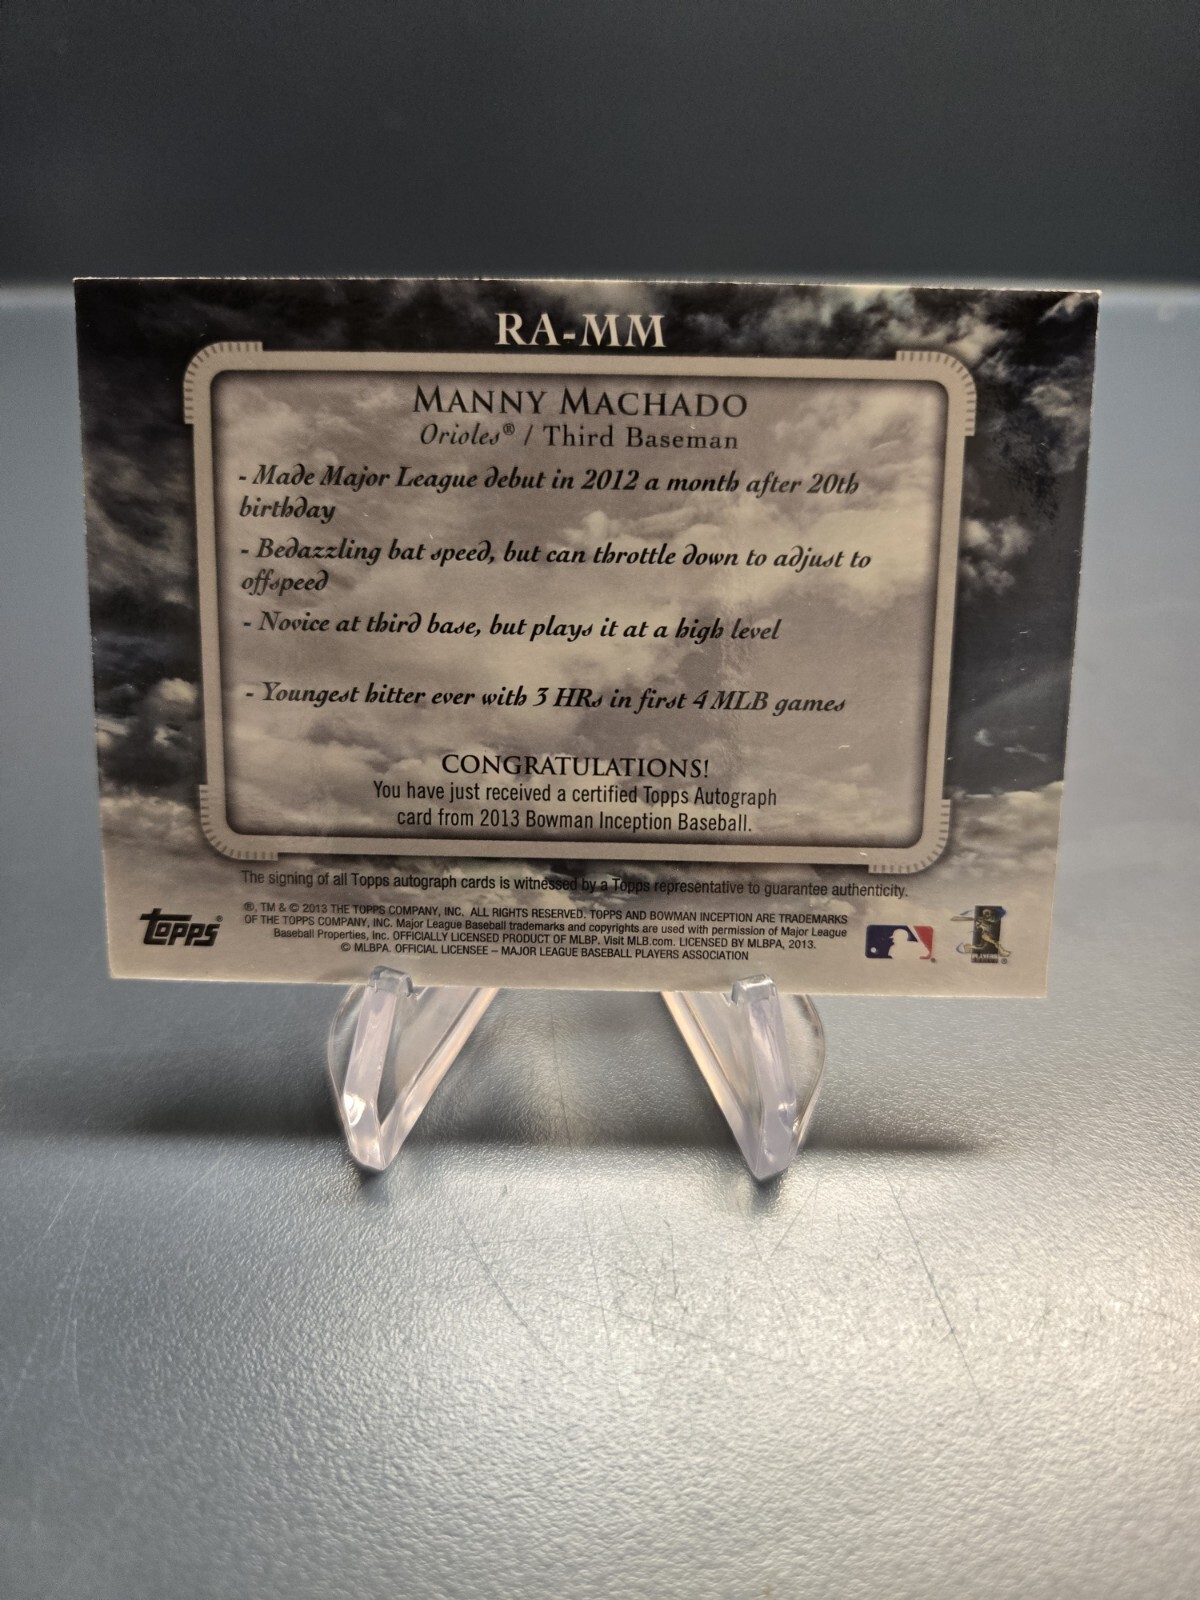 RA-MM
MANNY MACHADO
Orioles® / Third Baseman
- Made Major League debut in 2012 a month after 20th
birthday
- Bedazzling bat speed, but can throttle down to adjust to
offspeed
- Novice at third base, but plays it at a high level
- Youngest hitter ever with 3 HRs in first 4 MLB games
CONGRATULATIONS!
You have just received a certified Topps Autograph
card from 2013 Bowman Inception Baseball.
The signing of all Topps autograph cards is witnessed by a Topps representative to guarantee authenticity.
®, TM & © 2013 THE TOPPS COMPANY, INC. ALL RIGHTS RESERVED. TOPPS AND BOWMAN INCEPTION ARE TRADEMARKS
OF THE TOPPS COMPANY, INC. Major League Baseball trademarks and copyrights are used with permission of Major League
Baseball Properties, Inc. OFFICIALLY LICENSED PRODUCT OF MLBP. Visit MLB.com. LICENSED BY MLBPA, 2013.
© MLBPA. OFFICIAL LICENSEE – MAJOR LEAGUE BASEBALL PLAYERS ASSOCIATION
Topps®
PLAYERS